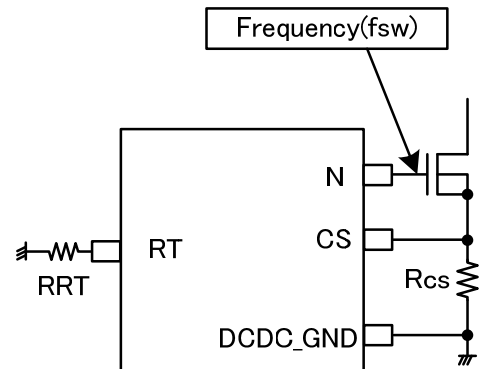 Frequency(fsw)
N
RT
CS
RRT
Rcs
DCDC_GND